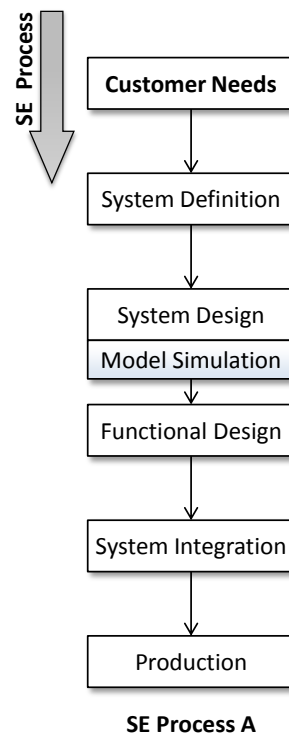 SE Process
Customer Needs
System Definition
System Design
Model Simulation
Functional Design
System Integration
Production
SE Process A